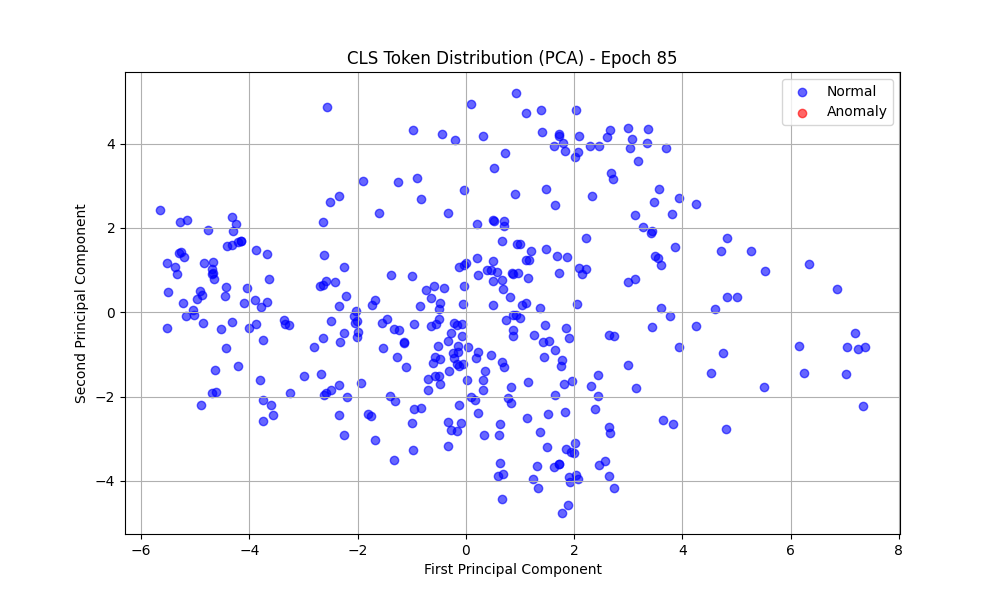 CLS Token Distribution (PCA) - Epoch 85
Normal
Anomaly
Second Principal Component
4
2
0
−2
−4
−6 −4 −2 0 2 4 6 8
First Principal Component